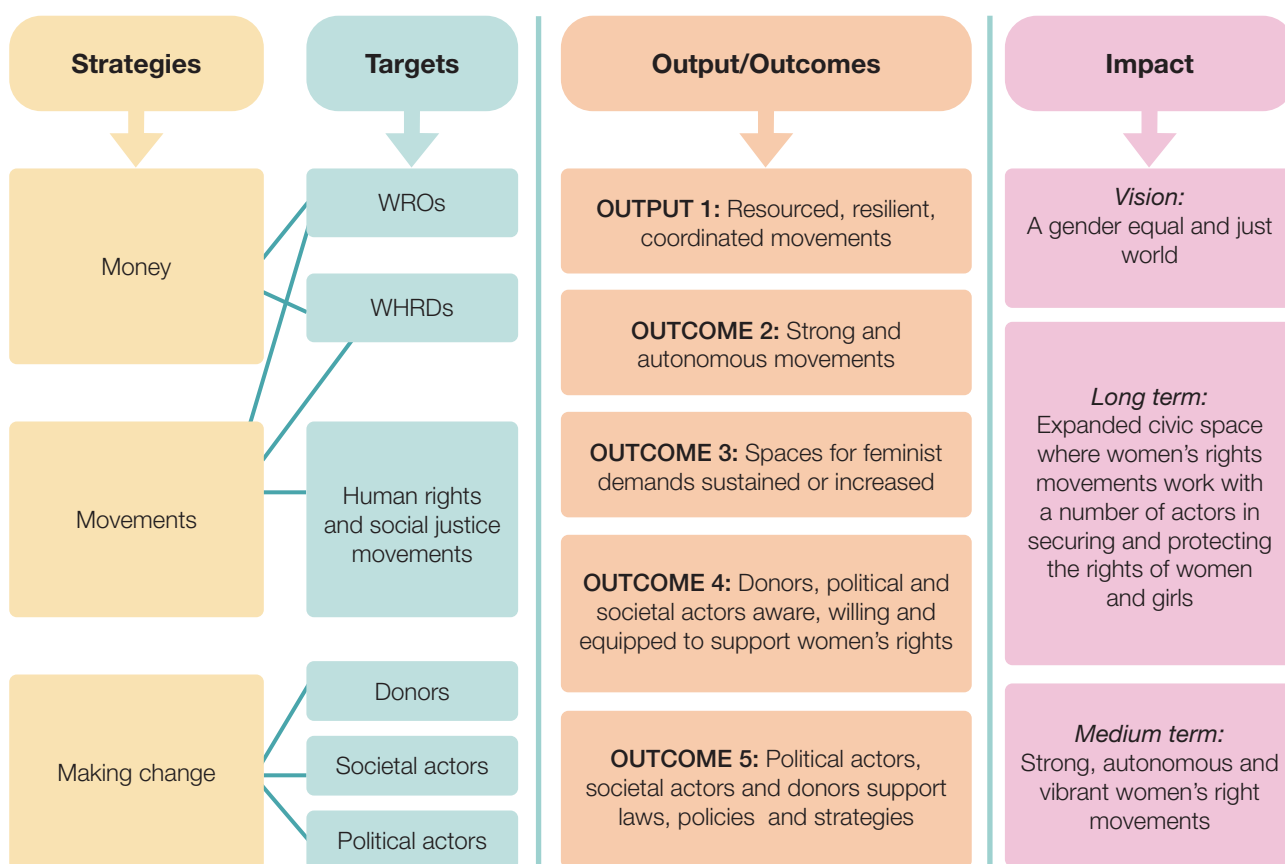 Strategies
Targets
Output/Outcomes
Impact
Money
Movements
Making change
WROs
WHRDs
Human rights
and social justice
movements
Donors
Societal actors
Political actors
OUTPUT 1: Resourced, resilient,
coordinated movements
OUTCOME 2: Strong and
autonomous movements
OUTCOME 3: Spaces for feminist
demands sustained or increased
OUTCOME 4: Donors, political and
societal actors aware, willing and
equipped to support women’s rights
OUTCOME 5: Political actors,
societal actors and donors support
laws, policies and strategies
Vision:
A gender equal and just
world
Long term:
Expanded civic space
where women’s rights
movements work with
a number of actors in
securing and protecting
the rights of women
and girls
Medium term:
Strong, autonomous and
vibrant women’s right
movements